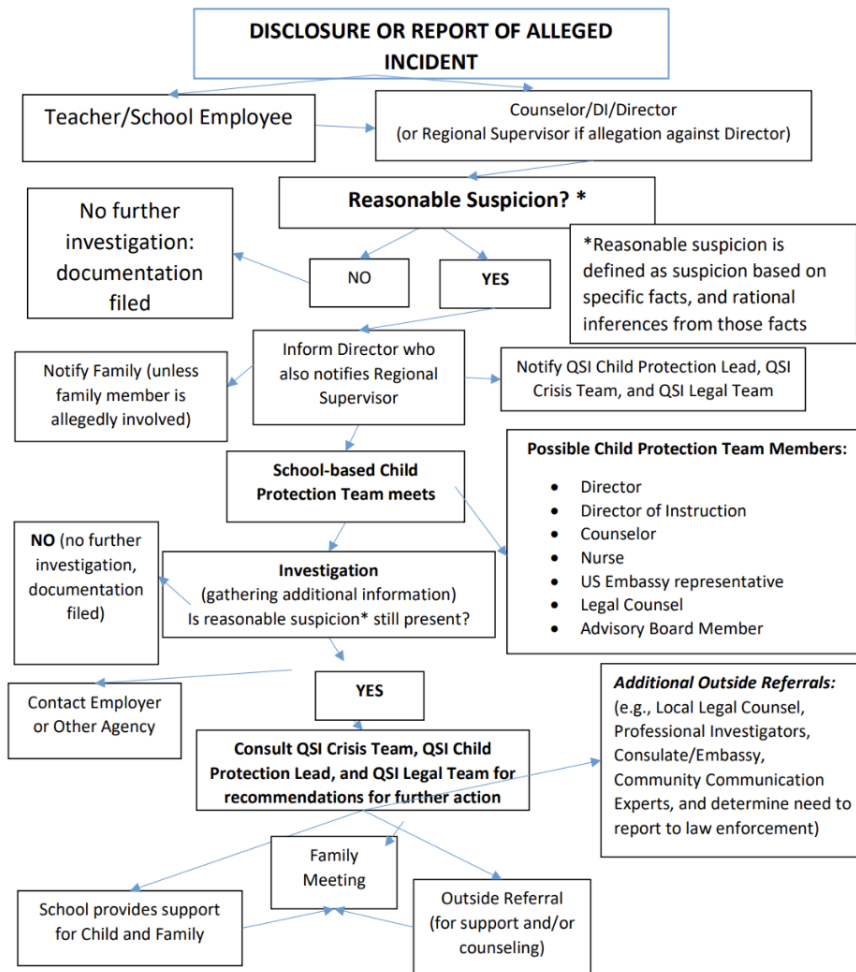 DISCLOSURE OR REPORT OF ALLEGED
INCIDENT
Teacher/School Employee
Counselor/DI/Director
(or Regional Supervisor if allegation against Director)
Reasonable Suspicion? *
No further
investigation:
documentation
filed
NO
YES
*Reasonable suspicion is
defined as suspicion based on
specific facts, and rational
inferences from those facts
Notify Family (unless
family member is
allegedly involved)
Inform Director who
also notifies Regional
Supervisor
Notify QSI Child Protection Lead, QSI
Crisis Team, and QSI Legal Team
School-based Child
Protection Team meets
Possible Child Protection Team Members:
• Director
• Director of Instruction
• Counselor
• Nurse
• US Embassy representative
• Legal Counsel
• Advisory Board Member
NO (no further
investigation,
documentation
filed)
Investigation
(gathering additional information)
Is reasonable suspicion* still present?
Contact Employer
or Other Agency
YES
Additional Outside Referrals:
(e.g., Local Legal Counsel,
Professional Investigators,
Consulate/Embassy,
Community Communication
Experts, and determine need to
report to law enforcement)
Consult QSI Crisis Team, QSI Child
Protection Lead, and QSI Legal Team for
recommendations for further action
Family
Meeting
School provides support
for Child and Family
Outside Referral
(for support and/or
counseling)